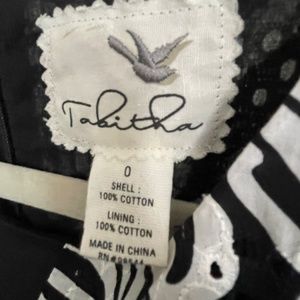 Tabitha
0
SHELL :
100% COTTON
LINING :
100% COTTON
MADE IN CHINA